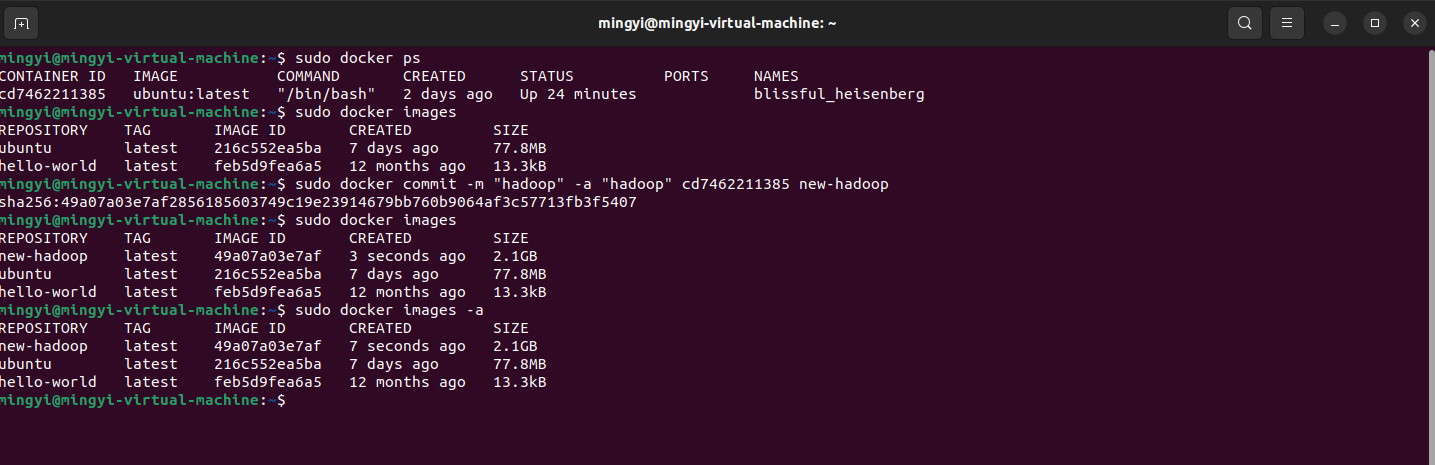 mingyi@mingyi-virtual-machine: ~
mingyi@mingyi-virtual-machine:~$ sudo docker ps
CONTAINER ID   IMAGE           COMMAND       CREATED      STATUS          PORTS     NAMES
cd7462211385   ubuntu:latest   "/bin/bash"   2 days ago   Up 24 minutes             blissful_heisenberg
mingyi@mingyi-virtual-machine:~$ sudo docker images
REPOSITORY    TAG       IMAGE ID       CREATED         SIZE
ubuntu        latest    216c552ea5ba   7 days ago      77.8MB
hello-world   latest    feb5d9fea6a5   12 months ago   13.3kB
mingyi@mingyi-virtual-machine:~$ sudo docker commit -m "hadoop" -a "hadoop" cd7462211385 new-hadoop
sha256:49a07a03e7af2856185603749c19e23914679bb760b9064af3c57713fb3f5407
mingyi@mingyi-virtual-machine:~$ sudo docker images
REPOSITORY    TAG       IMAGE ID       CREATED         SIZE
new-hadoop    latest    49a07a03e7af   3 seconds ago   2.1GB
ubuntu        latest    216c552ea5ba   7 days ago      77.8MB
hello-world   latest    feb5d9fea6a5   12 months ago   13.3kB
mingyi@mingyi-virtual-machine:~$ sudo docker images -a
REPOSITORY    TAG       IMAGE ID       CREATED         SIZE
new-hadoop    latest    49a07a03e7af   7 seconds ago   2.1GB
ubuntu        latest    216c552ea5ba   7 days ago      77.8MB
hello-world   latest    feb5d9fea6a5   12 months ago   13.3kB
mingyi@mingyi-virtual-machine:~$